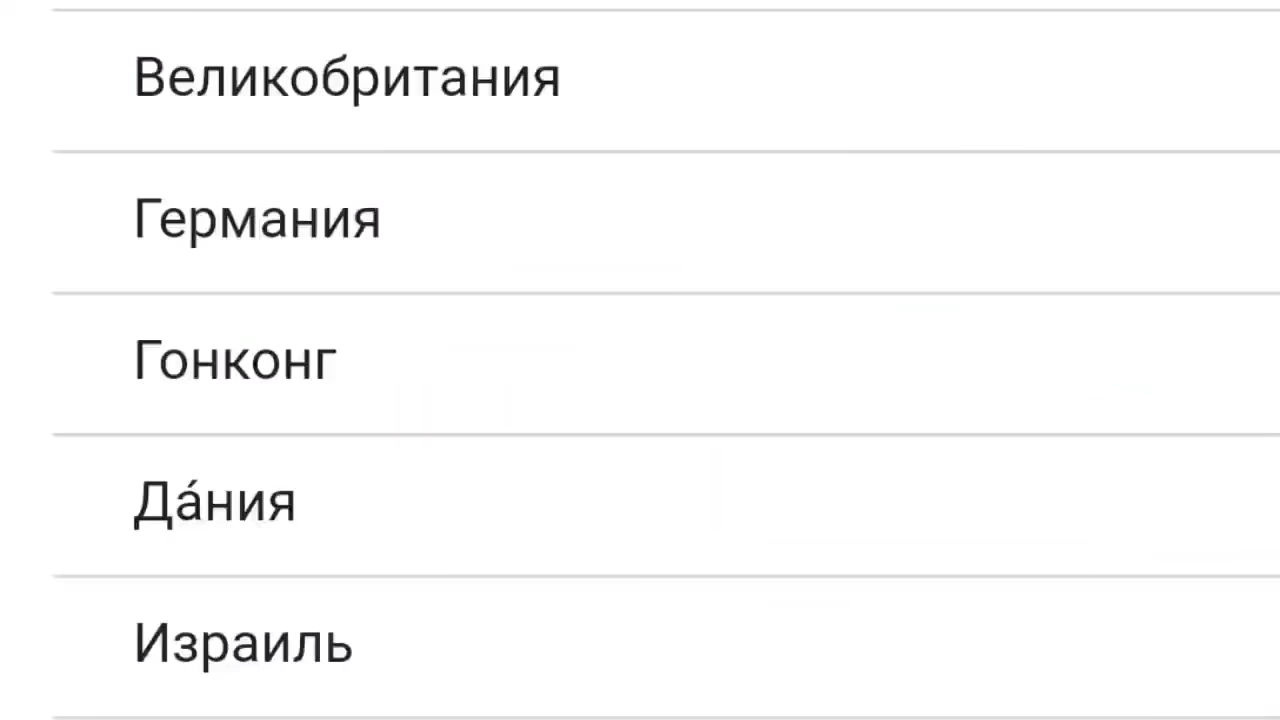 Великобритания
Германия
Гонконг
Да́ния
Израиль